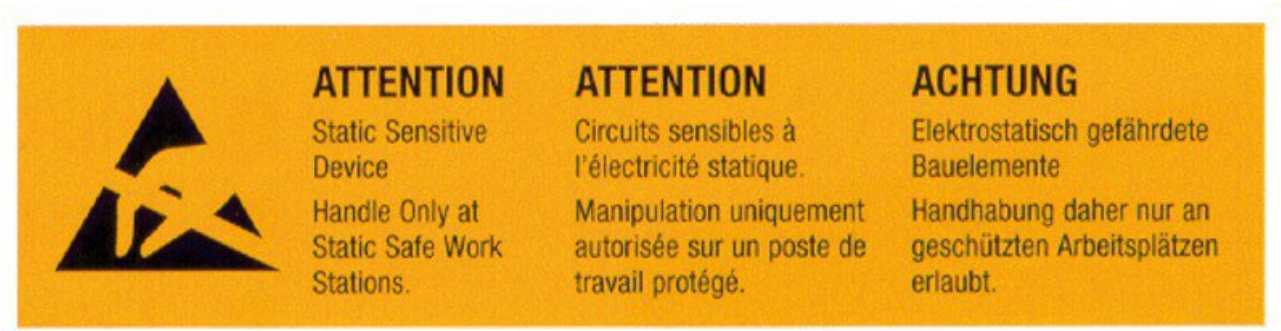 ATTENTION
Static Sensitive
Device
Handle Only at
Static Safe Work
Stations.
ATTENTION
Circuits sensibles à
l'électricité statique.
Manipulation uniquement
autorisée sur un poste de
travail protégé.
ACHTUNG
Elektrostatisch gefährdete
Bauelemente
Handhabung daher nur an
geschützten Arbeitsplätzen
erlaubt.